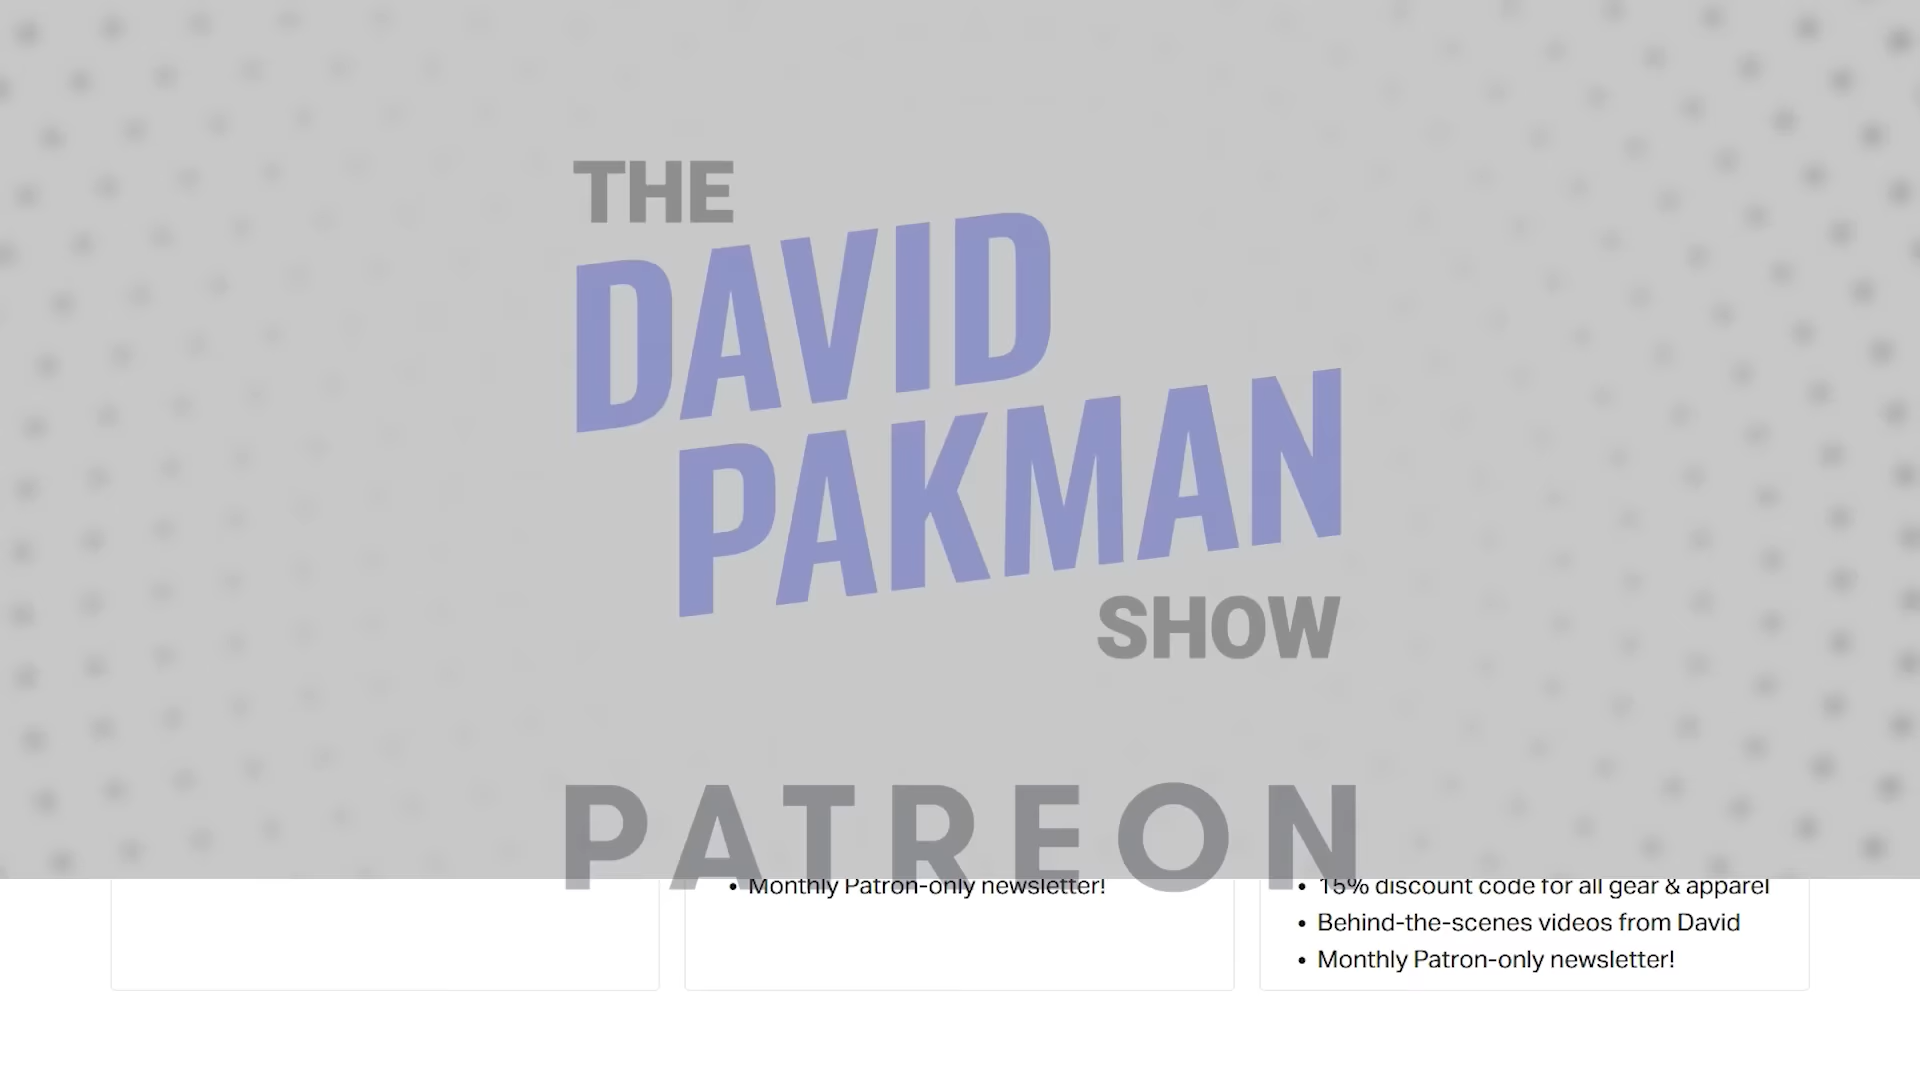 THE
DAVID
PAKMAN
SHOW
PATREON
• Monthly Patron-only newsletter!
• 15% discount code for all gear & apparel
• Behind-the-scenes videos from David
• Monthly Patron-only newsletter!